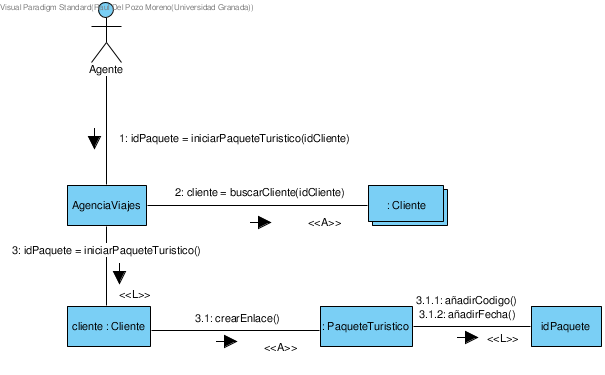 Visual Paradigm Standard(Raúl Del Pozo Moreno(Universidad Granada))
Agente
1: idPaquete = iniciarPaqueteTuristico(idCliente)
AgenciaViajes
2: cliente = buscarCliente(idCliente)
: Cliente
<<A>>
3: idPaquete = iniciarPaqueteTuristico()
<<L>>
cliente : Cliente
3.1: crearEnlace()
<<A>>
: PaqueteTuristico
3.1.1: añadirCodigo()
3.1.2: añadirFecha()
<<L>>
idPaquete